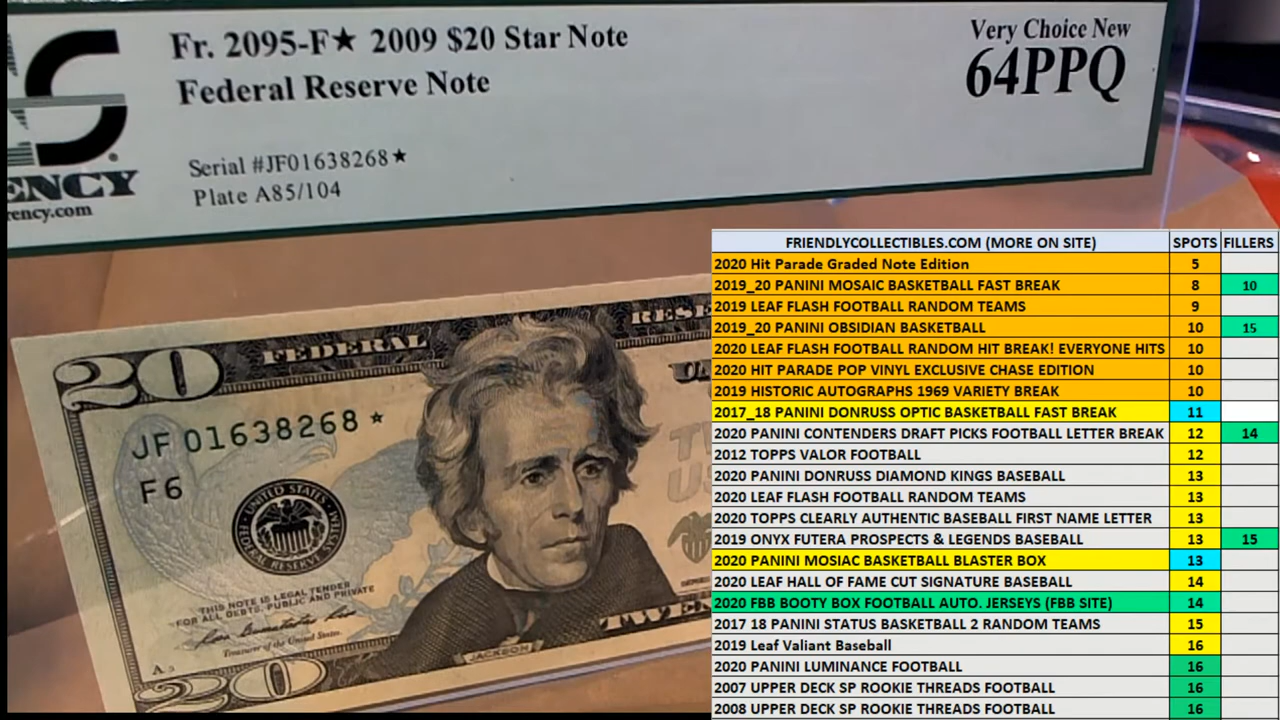 Fr. 2095-F★ 2009 $20 Star Note
Federal Reserve Note
Very Choice New
64PPQ
Serial #JF01638268★
Plate A85/104
20 FEDERAL
JF 01638268 ★
F6
UNITED STATES
FEDERAL RESERVE
THIS NOTE IS LEGAL TENDER
FOR ALL DEBTS, PUBLIC AND PRIVATE
Treasurer of the United States.
20
JACKSON
FRIENDLYCOLLECTIBLES.COM (MORE ON SITE) SPOTS FILLERS
2020 Hit Parade Graded Note Edition 5
2019_20 PANINI MOSAIC BASKETBALL FAST BREAK 8 10
2019 LEAF FLASH FOOTBALL RANDOM TEAMS 9
2019_20 PANINI OBSIDIAN BASKETBALL 10 15
2020 LEAF FLASH FOOTBALL RANDOM HIT BREAK! EVERYONE HITS 10
2020 HIT PARADE POP VINYL EXCLUSIVE CHASE EDITION 10
2019 HISTORIC AUTOGRAPHS 1969 VARIETY BREAK 10
2017_18 PANINI DONRUSS OPTIC BASKETBALL FAST BREAK 11
2020 PANINI CONTENDERS DRAFT PICKS FOOTBALL LETTER BREAK 12 14
2012 TOPPS VALOR FOOTBALL 12
2020 PANINI DONRUSS DIAMOND KINGS BASEBALL 13
2020 LEAF FLASH FOOTBALL RANDOM TEAMS 13
2020 TOPPS CLEARLY AUTHENTIC BASEBALL FIRST NAME LETTER 13
2019 ONYX FUTERA PROSPECTS & LEGENDS BASEBALL 13 15
2020 PANINI MOSIAC BASKETBALL BLASTER BOX 13
2020 LEAF HALL OF FAME CUT SIGNATURE BASEBALL 14
2020 FBB BOOTY BOX FOOTBALL AUTO. JERSEYS (FBB SITE) 14
2017 18 PANINI STATUS BASKETBALL 2 RANDOM TEAMS 15
2019 Leaf Valiant Baseball 16
2020 PANINI LUMINANCE FOOTBALL 16
2007 UPPER DECK SP ROOKIE THREADS FOOTBALL 16
2008 UPPER DECK SP ROOKIE THREADS FOOTBALL 16